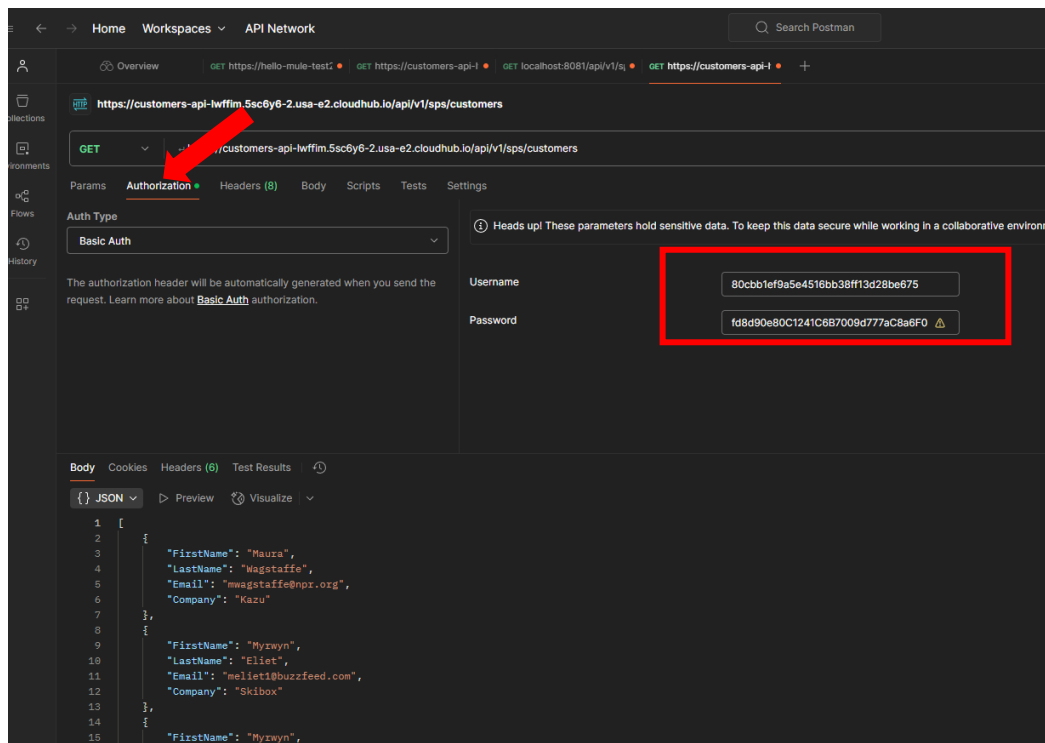 Home Workspaces API Network Search Postman
Overview GET https://hello-mule-test2 GET https://customers-api-l GET localhost:8081/api/v1/s GET https://customers-api-l +
HTTP https://customers-api-lwffim.5sc6y6-2.usa-e2.cloudhub.io/api/v1/sps/customers
ollections
GET /customers-api-lwffim.5sc6y6-2.usa-e2.cloudhub.io/api/v1/sps/customers
vironments
Params Authorization Headers (8) Body Scripts Tests Settings
Flows
Auth Type
Heads up! These parameters hold sensitive data. To keep this data secure while working in a collaborative environ
Basic Auth
History
The authorization header will be automatically generated when you send the
request. Learn more about Basic Auth authorization.
Username 80cbb1ef9a5e4516bb38ff13d28be675
Password fd8d90e80C1241C6B7009d777aC8a6F0
Body Cookies Headers (6) Test Results
{} JSON Preview Visualize
1 [
2 {
3 "FirstName": "Maura",
4 "LastName": "Wagstaffe",
5 "Email": "mwagstaffe@npr.org",
6 "Company": "Kazu"
7 },
8 {
9 "FirstName": "Myrwyn",
10 "LastName": "Eliet",
11 "Email": "meliet1@buzzfeed.com",
12 "Company": "Skibox"
13 },
14 {
15 "FirstName": "Myrwyn",